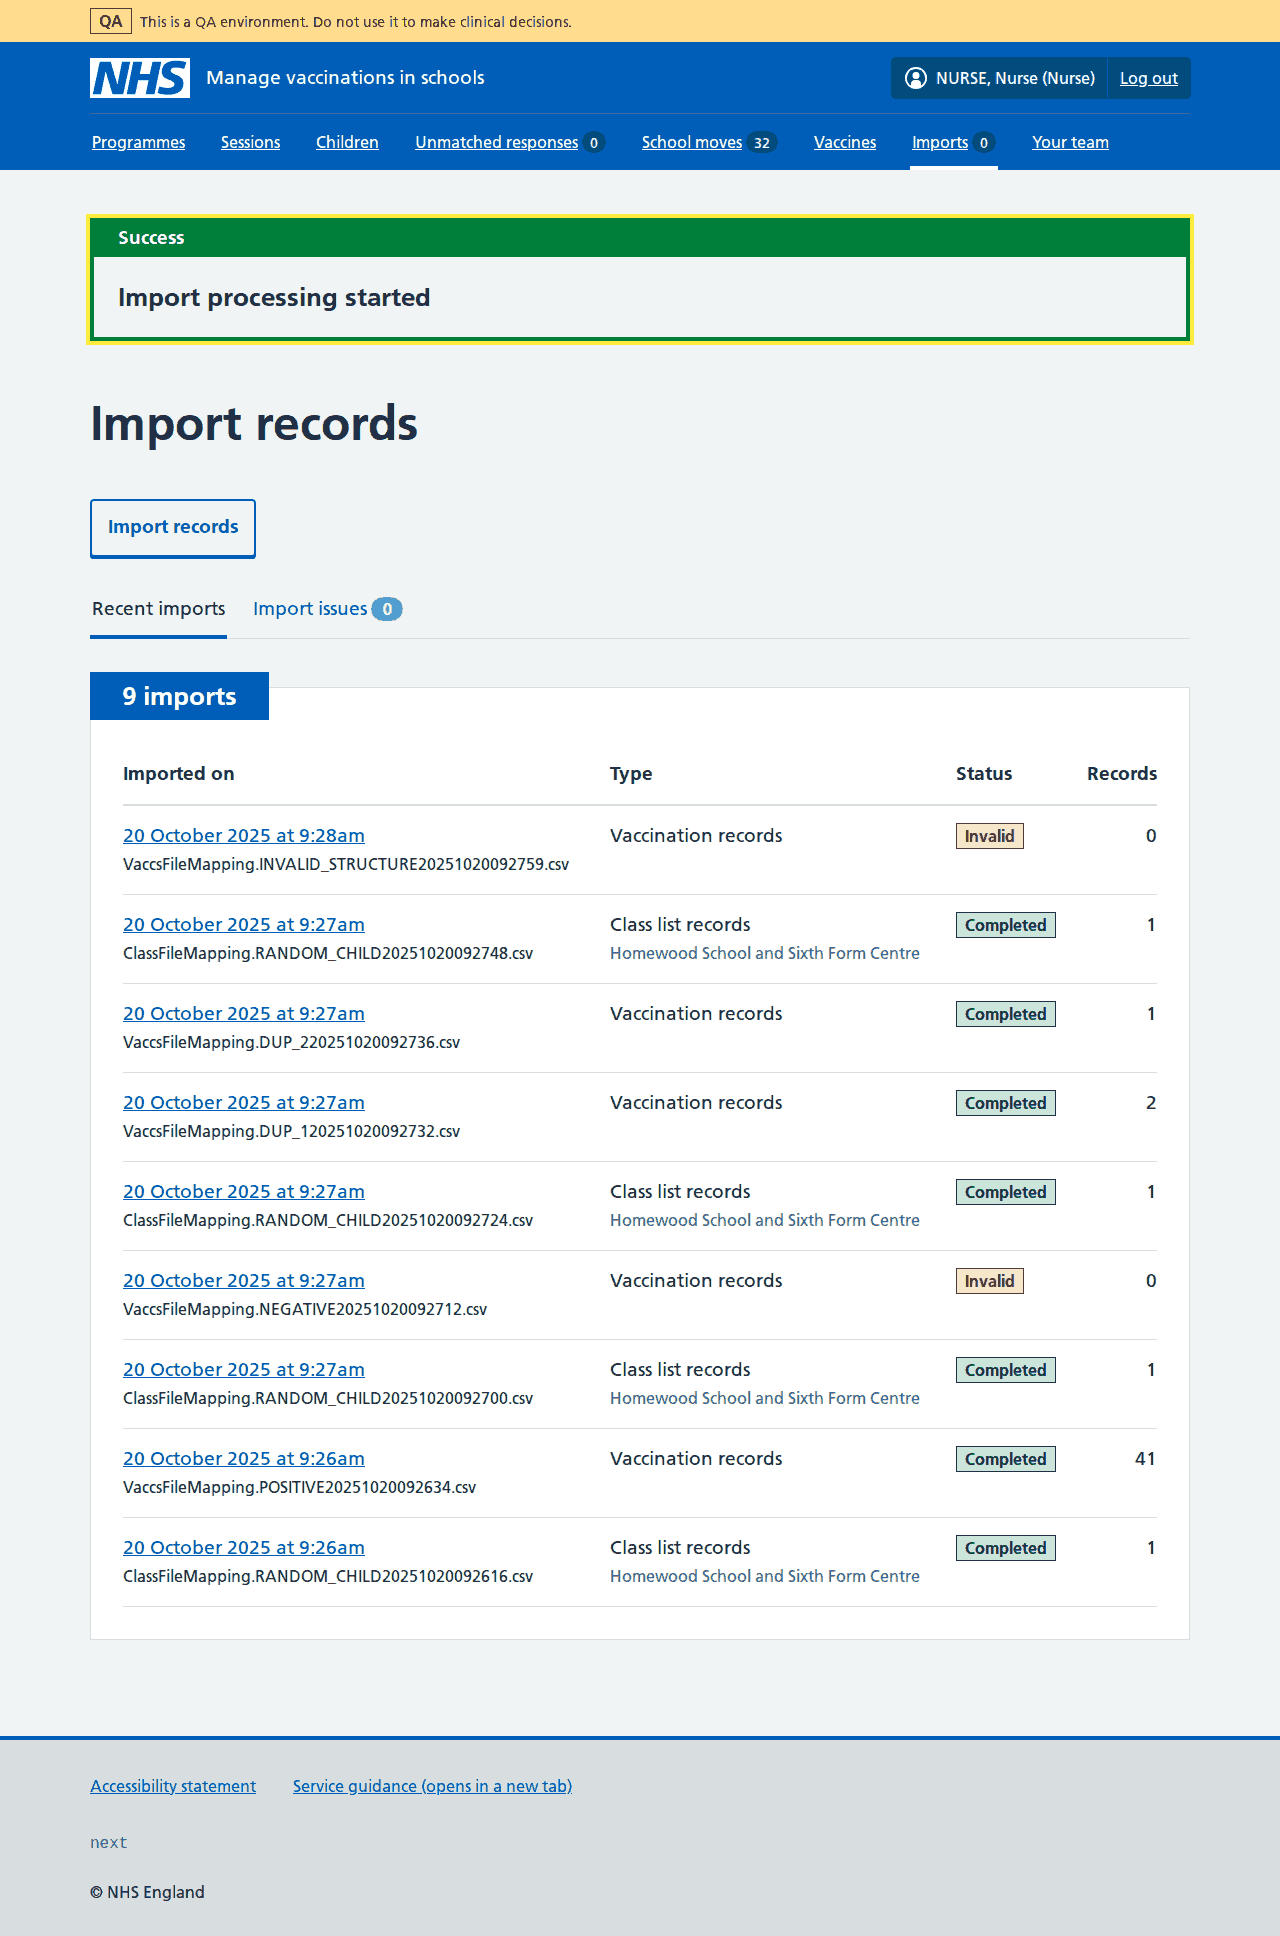 QA This is a QA environment. Do not use it to make clinical decisions.
NHS Manage vaccinations in schools NURSE, Nurse (Nurse) Log out
Programmes Sessions Children Unmatched responses 0 School moves 32 Vaccines Imports 0 Your team
Success
Import processing started
Import records
Import records
Recent imports Import issues 0
9 imports
Imported on Type Status Records
20 October 2025 at 9:28am Vaccination records Invalid 0
VaccsFileMapping.INVALID_STRUCTURE20251020092759.csv
20 October 2025 at 9:27am Class list records Completed 1
ClassFileMapping.RANDOM_CHILD20251020092748.csv Homewood School and Sixth Form Centre
20 October 2025 at 9:27am Vaccination records Completed 1
VaccsFileMapping.DUP_220251020092736.csv
20 October 2025 at 9:27am Vaccination records Completed 2
VaccsFileMapping.DUP_120251020092732.csv
20 October 2025 at 9:27am Class list records Completed 1
ClassFileMapping.RANDOM_CHILD20251020092724.csv Homewood School and Sixth Form Centre
20 October 2025 at 9:27am Vaccination records Invalid 0
VaccsFileMapping.NEGATIVE20251020092712.csv
20 October 2025 at 9:27am Class list records Completed 1
ClassFileMapping.RANDOM_CHILD20251020092700.csv Homewood School and Sixth Form Centre
20 October 2025 at 9:26am Vaccination records Completed 41
VaccsFileMapping.POSITIVE20251020092634.csv
20 October 2025 at 9:26am Class list records Completed 1
ClassFileMapping.RANDOM_CHILD20251020092616.csv Homewood School and Sixth Form Centre
Accessibility statement Service guidance (opens in a new tab)
next
© NHS England